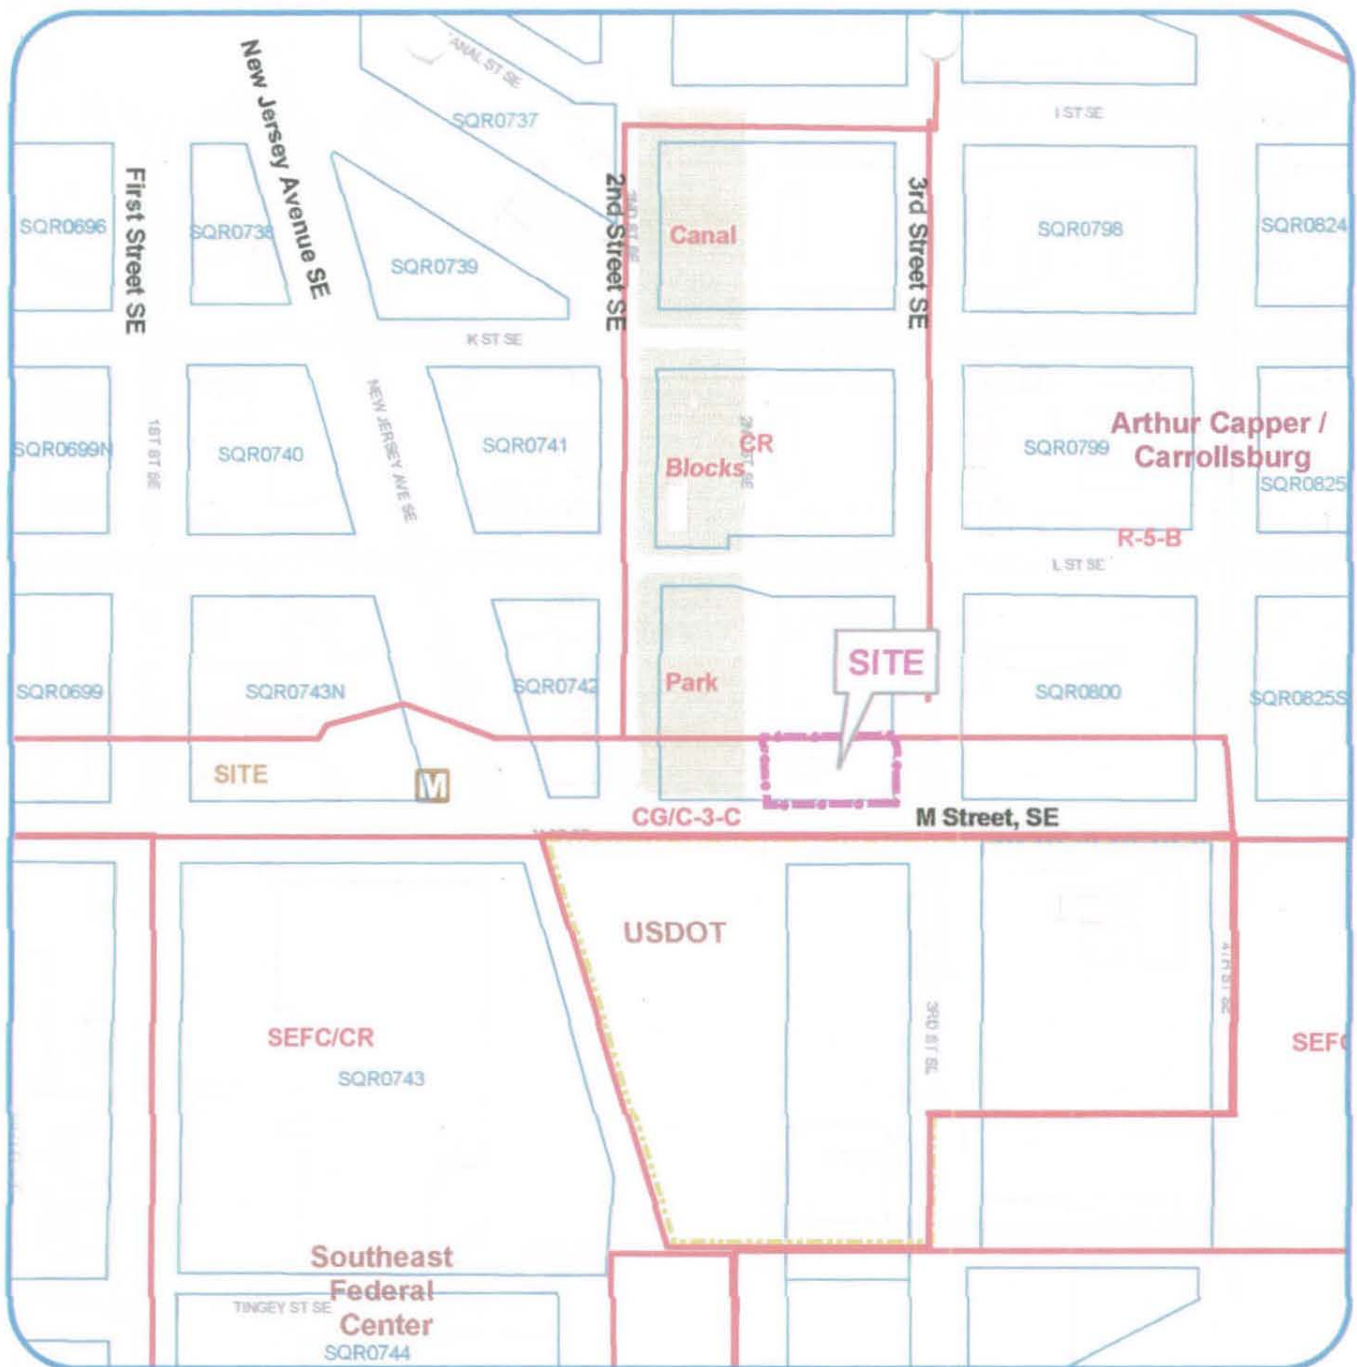 New Jersey Avenue SE
SQR0737
I ST SE
First Street SE
2nd Street SE
3rd Street SE
SQR0696
SQR0738
SQR0739
Canal
SQR0798
SQR0824
K ST SE
SQR0699N
1ST ST SE
SQR0740
NEW JERSEY AVE SE
SQR0741
Blocks
CR
SQR0799
Arthur Capper /
Carrollsburg
SQR0825
R-5-B
L ST SE
SITE
SQR0699
SQR0743N
SQR0742
Park
SQR0800
SQR0825S
SITE
M
CG/C-3-C
M Street, SE
USDOT
4TH ST SE
3RD ST SE
SEFC/CR
SQR0743
Southeast
Federal
Center
TINGEY ST SE
SQR0744